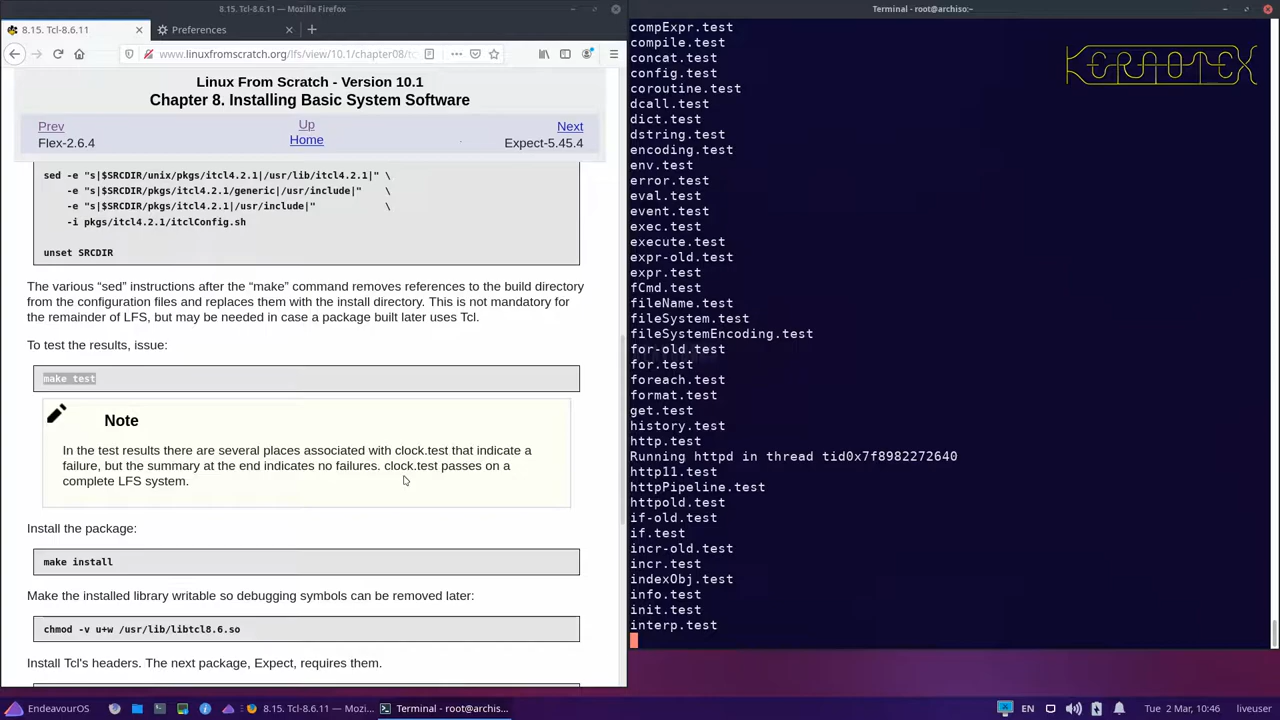 8.15. Tcl-8.6.11 — Mozilla Firefox
8.15. Tcl-8.6.11
Preferences
www.linuxfromscratch.org/lfs/view/10.1/chapter08/tc
Linux From Scratch - Version 10.1
Chapter 8. Installing Basic System Software
Prev
Up
Next
Flex-2.6.4
Home
Expect-5.45.4
sed -e "s|$SRCDIR/unix/pkgs/itcl4.2.1|/usr/lib/itcl4.2.1|" \
-e "s|$SRCDIR/pkgs/itcl4.2.1/generic|/usr/include|" \
-e "s|$SRCDIR/pkgs/itcl4.2.1|/usr/include|" \
-i pkgs/itcl4.2.1/itclConfig.sh
unset SRCDIR
The various “sed” instructions after the “make” command removes references to the build directory
from the configuration files and replaces them with the install directory. This is not mandatory for
the remainder of LFS, but may be needed in case a package built later uses Tcl.
To test the results, issue:
make test
Note
In the test results there are several places associated with clock.test that indicate a
failure, but the summary at the end indicates no failures. clock.test passes on a
complete LFS system.
Install the package:
make install
Make the installed library writable so debugging symbols can be removed later:
chmod -v u+w /usr/lib/libtcl8.6.so
Install Tcl's headers. The next package, Expect, requires them.
Terminal - root@archiso:~
KERNOTEX
compExpr.test
compile.test
concat.test
config.test
coroutine.test
dcall.test
dict.test
dstring.test
encoding.test
env.test
error.test
eval.test
event.test
exec.test
execute.test
expr-old.test
expr.test
fCmd.test
fileName.test
fileSystem.test
fileSystemEncoding.test
for-old.test
for.test
foreach.test
format.test
get.test
history.test
http.test
Running httpd in thread tid0x7f8982272640
http11.test
httpPipeline.test
httpold.test
if-old.test
if.test
incr-old.test
incr.test
indexObj.test
info.test
init.test
interp.test
EndeavourOS
8.15. Tcl-8.6.11 — Mozi...
Terminal - root@archiso...
EN
Tue 2 Mar, 10:46
liveuser